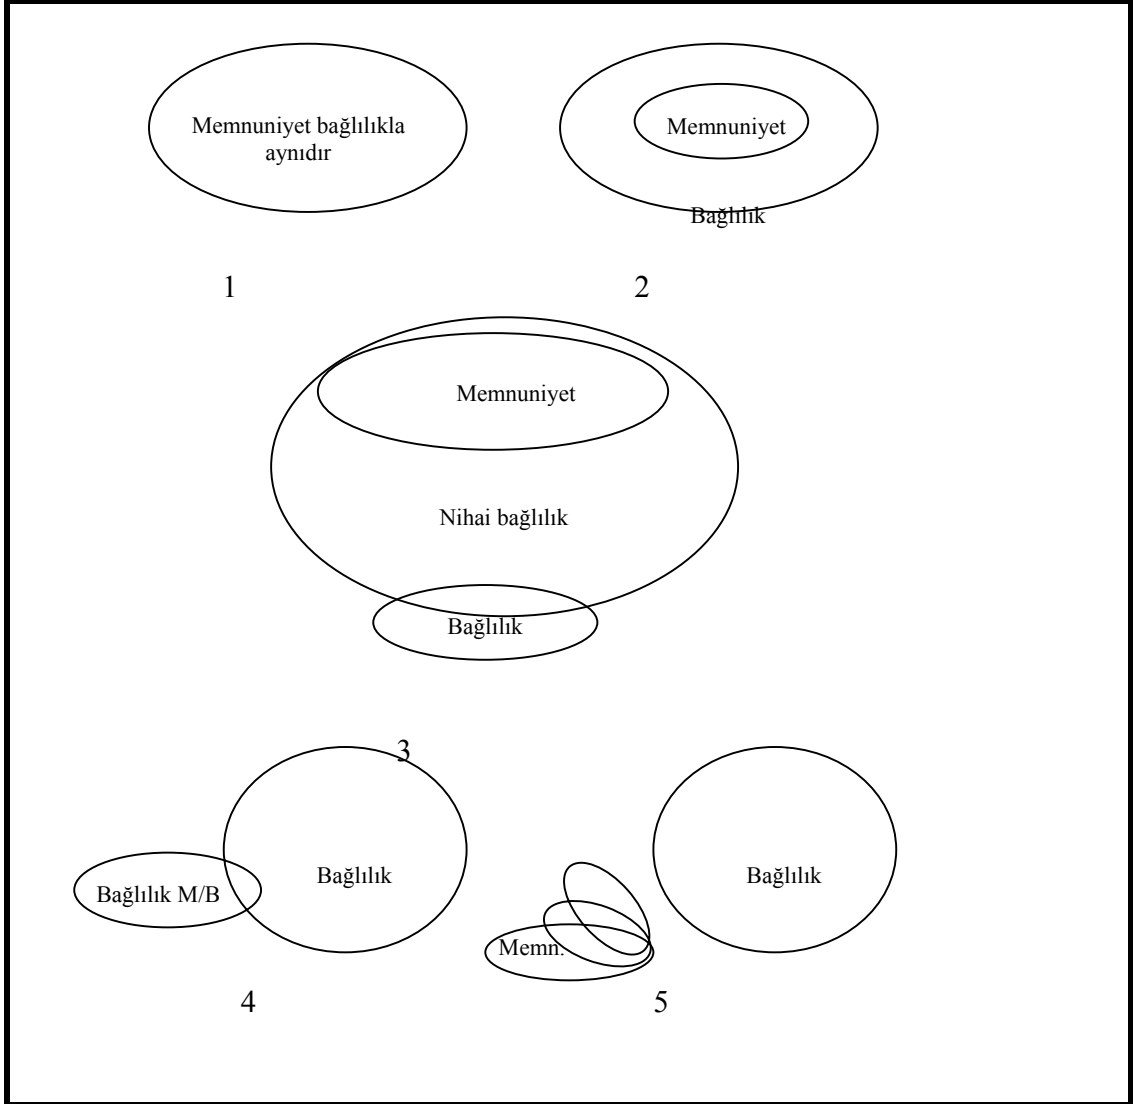 Memnuniyet bağlılıkla
aynıdır
Memnuniyet
Bağlılık
1
2
Memnuniyet
Nihai bağlılık
Bağlılık
3
Bağlılık M/B
Bağlılık
Memn.
Bağlılık
4
5